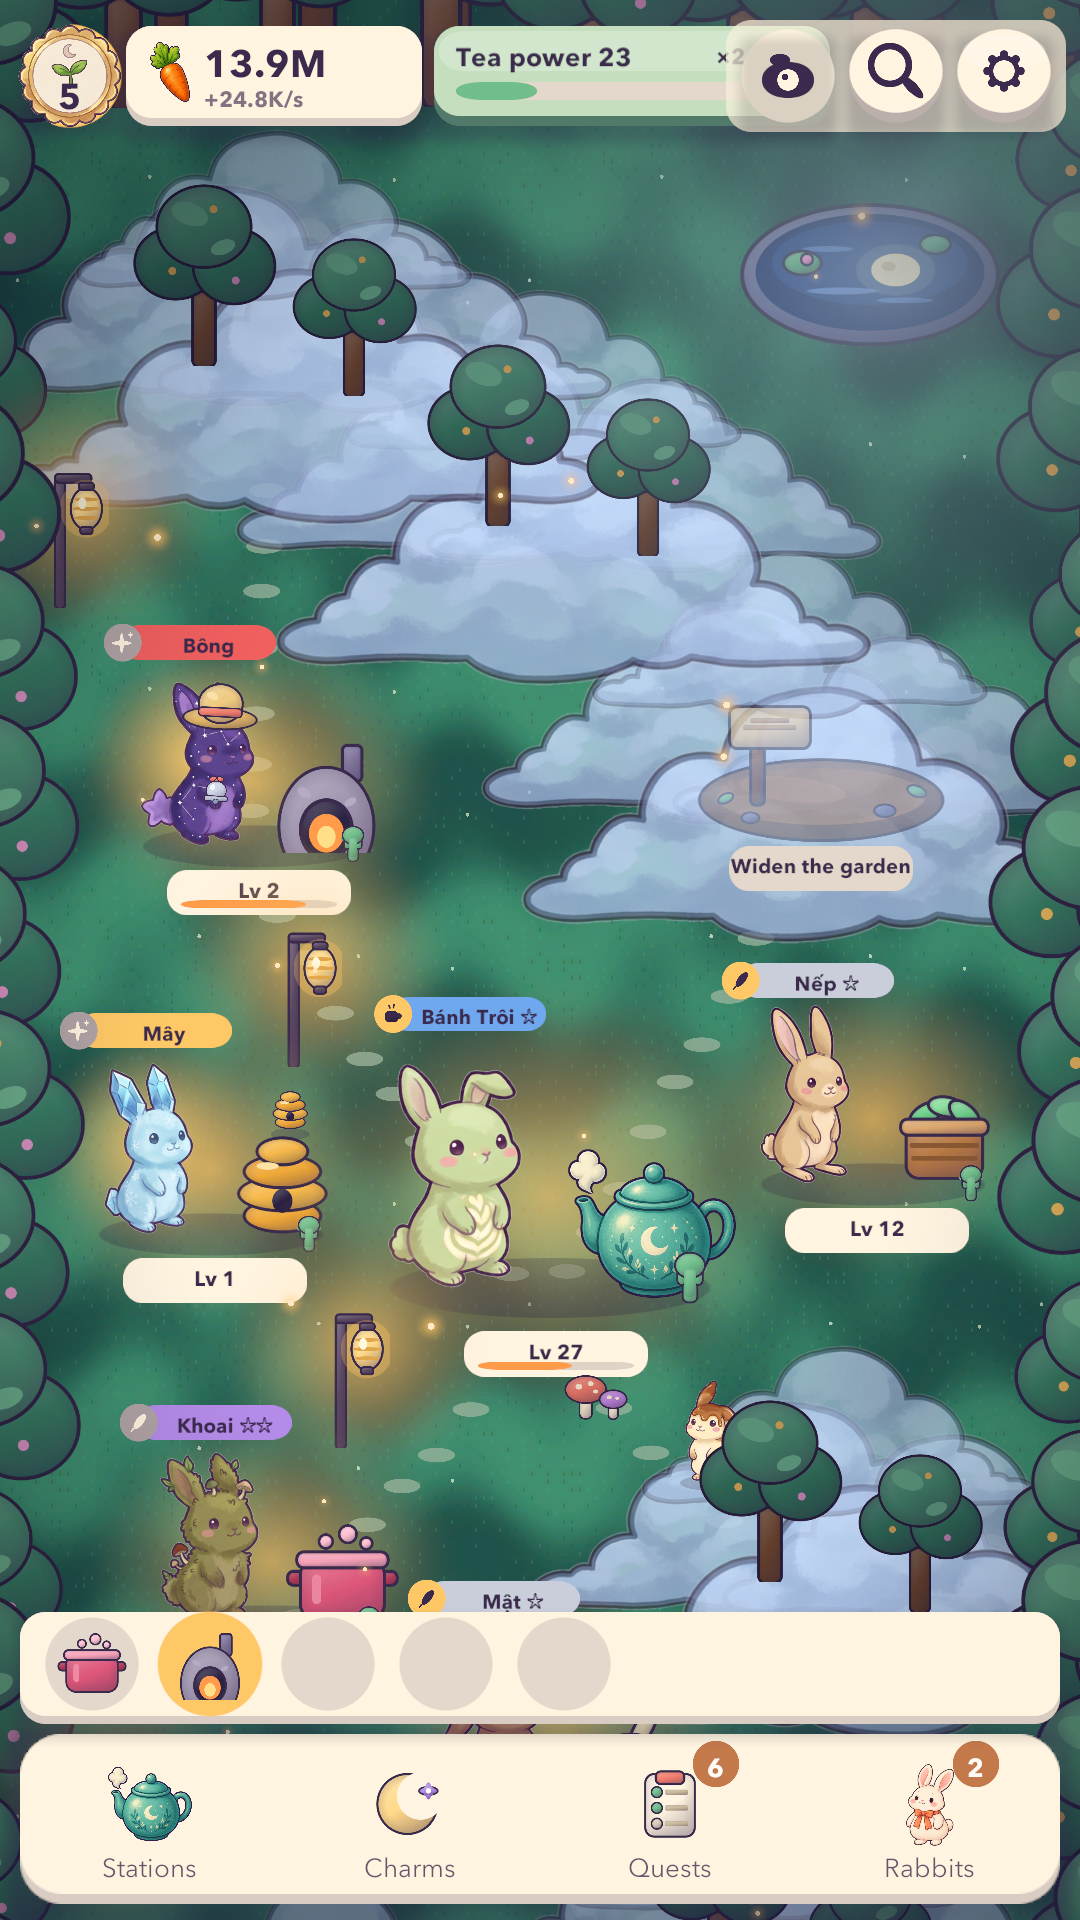 5
13.9M
+24.8K/s
Tea power 23
×2
Bông
Lv 2
Widen the garden
Nếp ☆
Bánh Trôi ☆
Mây
Lv 12
Lv 1
Lv 27
Khoai ☆☆
Mật ☆
6
2
Stations
Charms
Quests
Rabbits